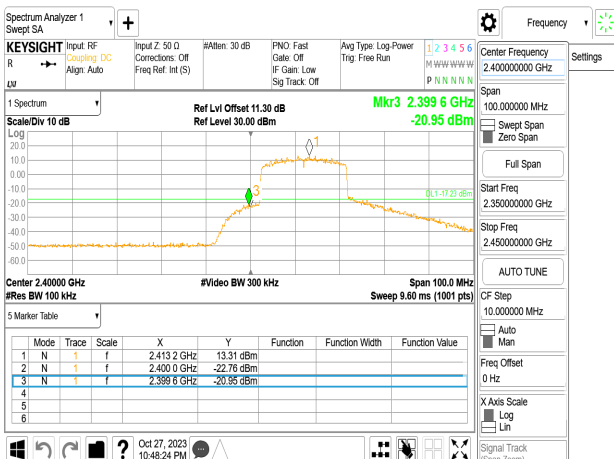 Spectrum Analyzer 1
Swept SA
Frequency
KEYSIGHT
R
Input: RF
Coupling: DC
Align: Auto
Input Z: 50 Ω
Corrections: Off
Freq Ref: Int (S)
#Atten: 30 dB
PNO: Fast
Gate: Off
IF Gain: Low
Sig Track: Off
Avg Type: Log-Power
Trig: Free Run
1 2 3 4 5 6
M W W W W W
P N N N N N
1 Spectrum
Scale/Div 10 dB
Ref Lvl Offset 11.30 dB
Ref Level 30.00 dBm
Mkr3 2.399 6 GHz
-20.95 dBm
Log
20.0
10.0
0.00
-10.0
-20.0
-30.0
-40.0
-50.0
-60.0
1
3
DL1 -17.23 dBm
Center 2.40000 GHz
#Res BW 100 kHz
#Video BW 300 kHz
Span 100.0 MHz
Sweep 9.60 ms (1001 pts)
5 Marker Table
Mode Trace Scale X Y Function Function Width Function Value
1 N 1 f 2.413 2 GHz 13.31 dBm
2 N 1 f 2.400 0 GHz -22.76 dBm
3 N 1 f 2.399 6 GHz -20.95 dBm
4
5
6
Oct 27, 2023
10:48:24 PM
Center Frequency
2.400000000 GHz
Settings
Span
100.000000 MHz
Swept Span
Zero Span
Full Span
Start Freq
2.350000000 GHz
Stop Freq
2.450000000 GHz
AUTO TUNE
CF Step
10.000000 MHz
Auto
Man
Freq Offset
0 Hz
X Axis Scale
Log
Lin
Signal Track
(Span Zoom)